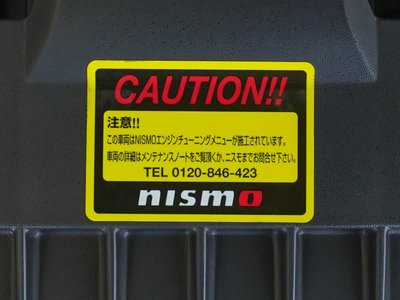 CAUTION!!
注意!!
この車両はNISMOエンジンチューニングメニューが施工されています。
車両の詳細はメンテナンスノートをご覧頂くか、ニスモまでお問合せ下さい。
TEL 0120-846-423
nismo